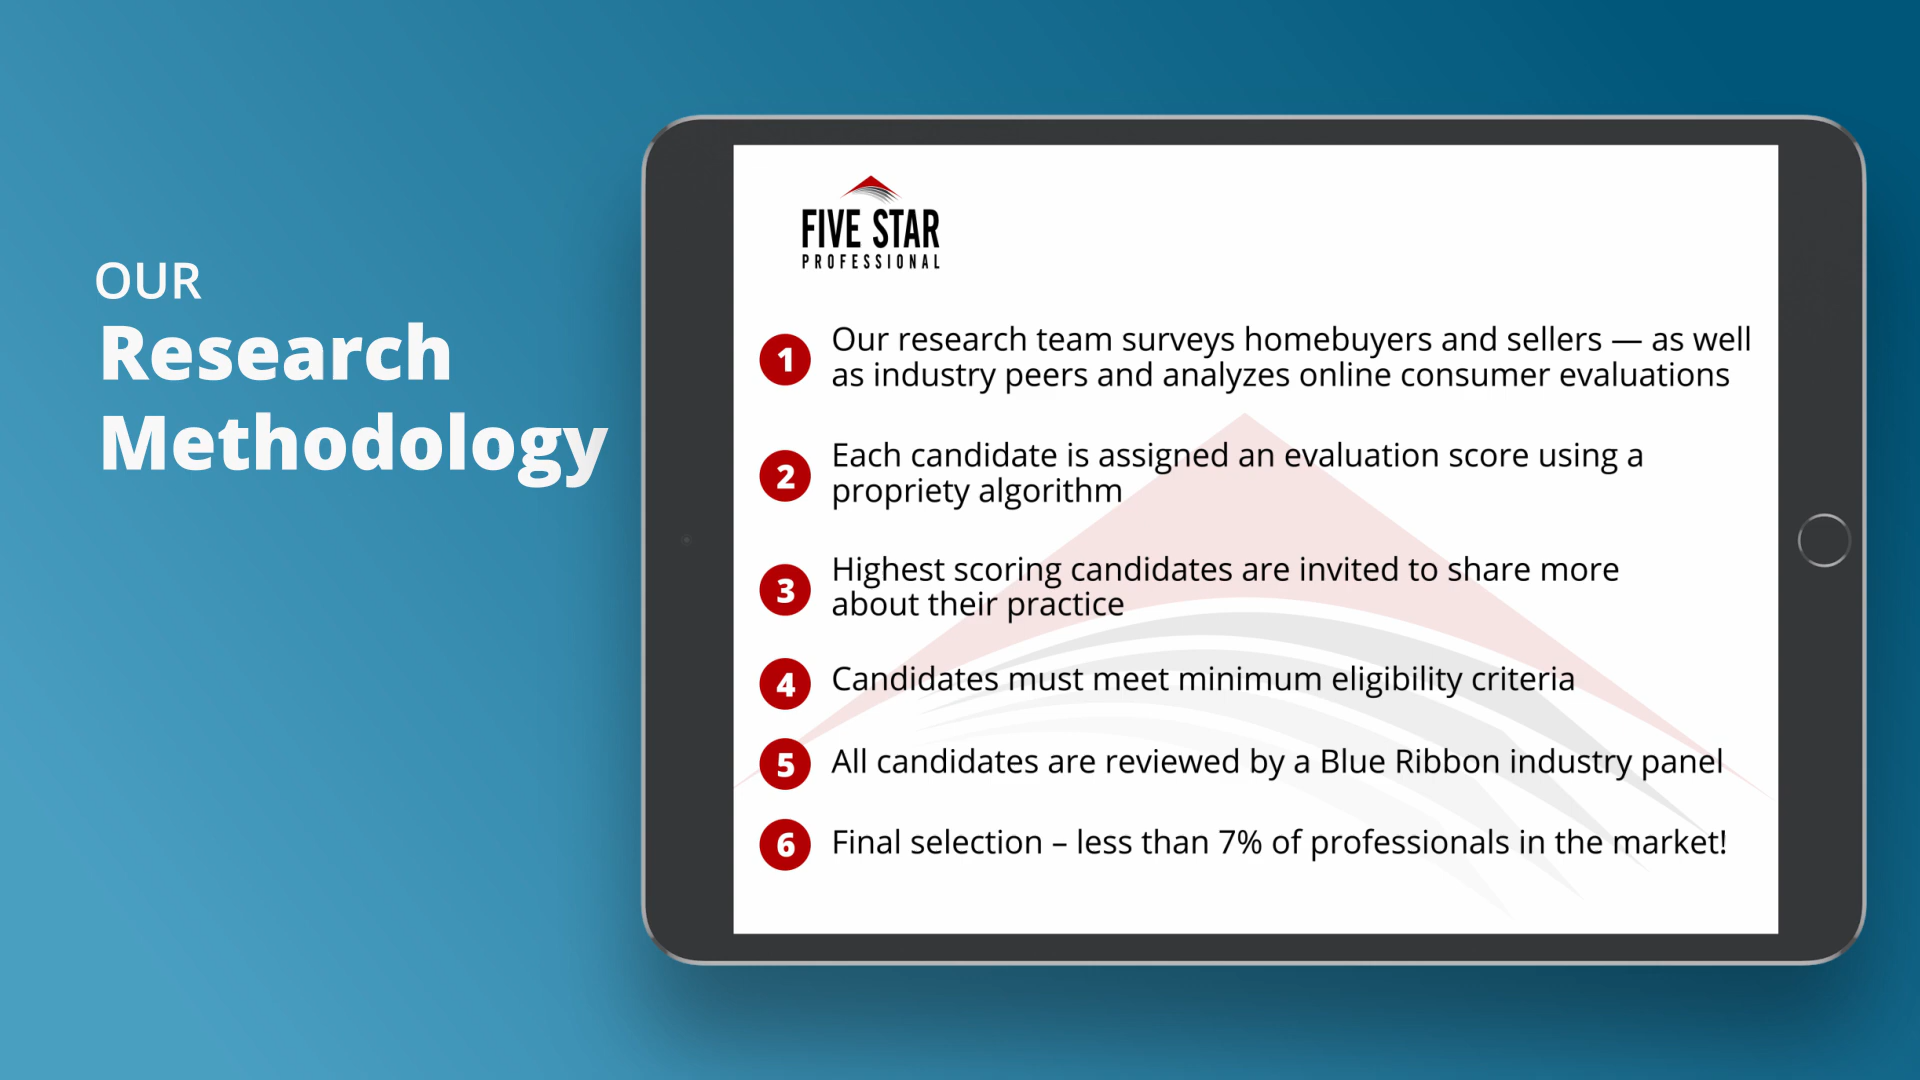 OUR
Research
Methodology
FIVE STAR
PROFESSIONAL
1 Our research team surveys homebuyers and sellers — as well
as industry peers and analyzes online consumer evaluations
2 Each candidate is assigned an evaluation score using a
propriety algorithm
3 Highest scoring candidates are invited to share more
about their practice
4 Candidates must meet minimum eligibility criteria
5 All candidates are reviewed by a Blue Ribbon industry panel
6 Final selection – less than 7% of professionals in the market!